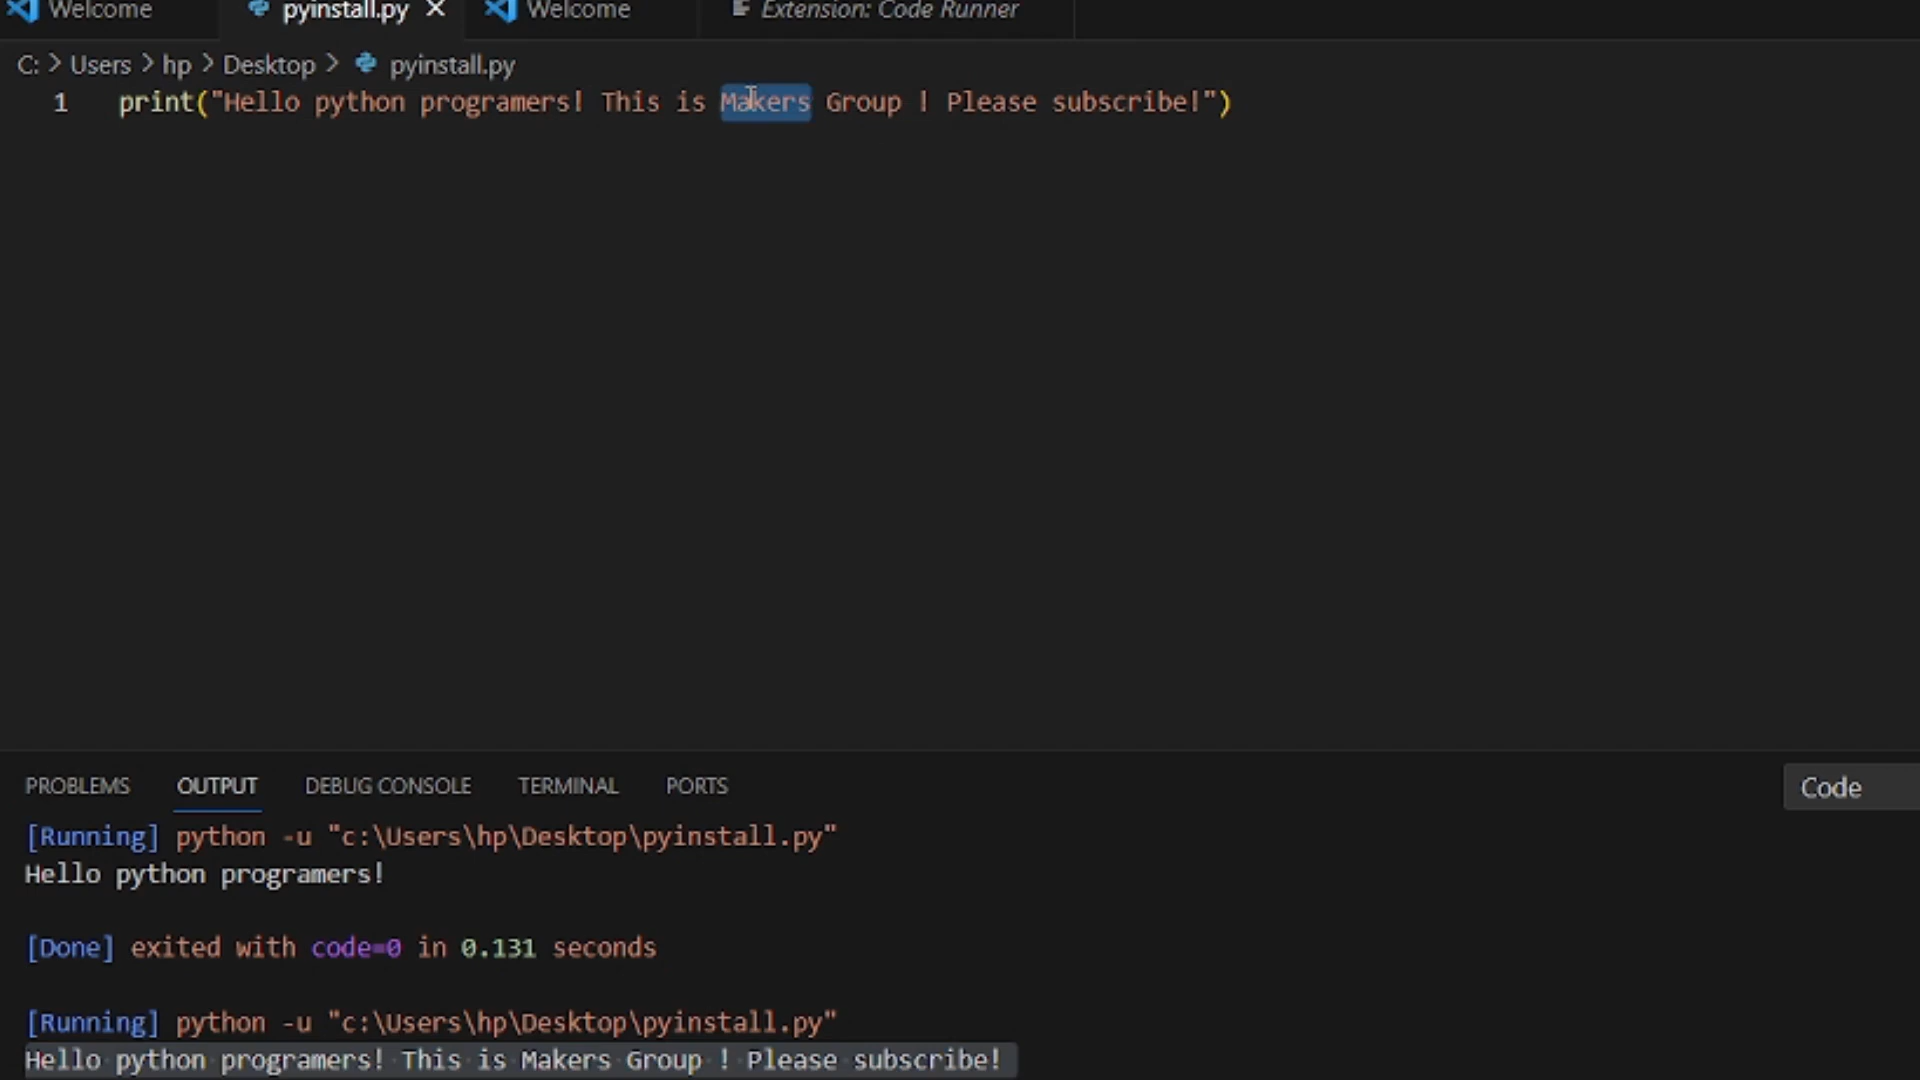 Welcome pyinstall.py Welcome Extension: Code Runner
C: > Users > hp > Desktop > pyinstall.py
1 print("Hello python programers! This is Makers Group ! Please subscribe!")
PROBLEMS OUTPUT DEBUG CONSOLE TERMINAL PORTS Code
[Running] python -u "c:\Users\hp\Desktop\pyinstall.py"
Hello python programers!
[Done] exited with code=0 in 0.131 seconds
[Running] python -u "c:\Users\hp\Desktop\pyinstall.py"
Hello python programers! This is Makers Group ! Please subscribe!